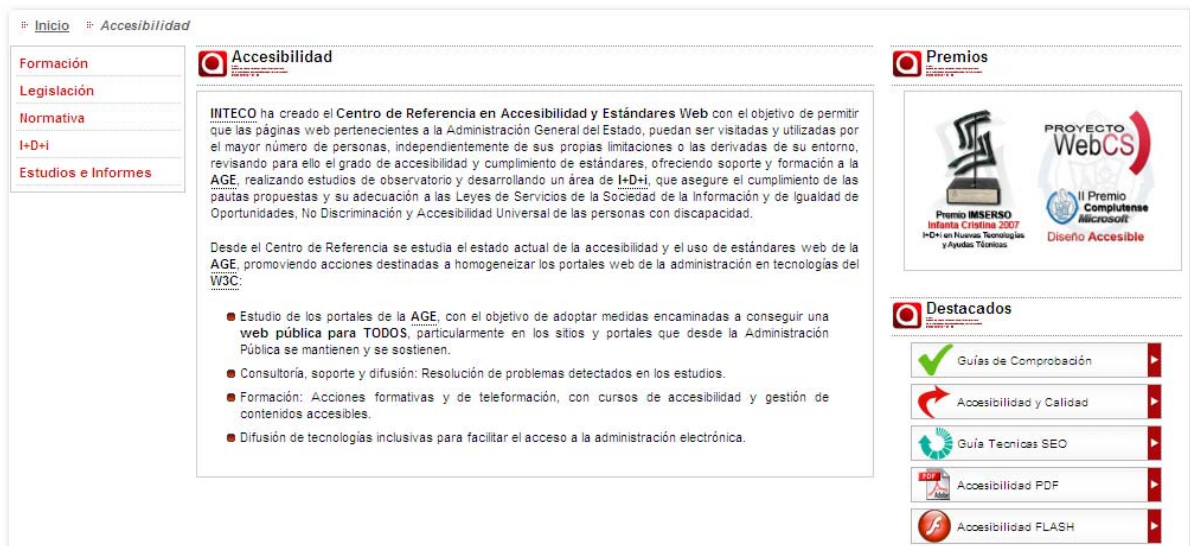 Inicio Accesibilidad
Formación
Legislación
Normativa
I+D+i
Estudios e Informes
Accesibilidad
INTECO ha creado el Centro de Referencia en Accesibilidad y Estándares Web con el objetivo de permitir
que las páginas web pertenecientes a la Administración General del Estado, puedan ser visitadas y utilizadas por
el mayor número de personas, independientemente de sus propias limitaciones o las derivadas de su entorno,
revisando para ello el grado de accesibilidad y cumplimiento de estándares, ofreciendo soporte y formación a la
AGE, realizando estudios de observatorio y desarrollando un área de I+D+i, que asegure el cumplimiento de las
pautas propuestas y su adecuación a las Leyes de Servicios de la Sociedad de la Información y de Igualdad de
Oportunidades, No Discriminación y Accesibilidad Universal de las personas con discapacidad.
Desde el Centro de Referencia se estudia el estado actual de la accesibilidad y el uso de estándares web de la
AGE, promoviendo acciones destinadas a homogeneizar los portales web de la administración en tecnologías del
W3C:
Estudio de los portales de la AGE, con el objetivo de adoptar medidas encaminadas a conseguir una
web pública para TODOS, particularmente en los sitios y portales que desde la Administración
Pública se mantienen y se sostienen.
Consultoría, soporte y difusión: Resolución de problemas detectados en los estudios.
Formación: Acciones formativas y de teleformación, con cursos de accesibilidad y gestión de
contenidos accesibles.
Difusión de tecnologías inclusivas para facilitar el acceso a la administración electrónica.
Premios
Premio IMSERSO
Infanta Cristina 2007
I+D+i en Nuevas Tecnologías
y Ayudas Técnicas
PROYECTO
WebCS
II Premio
Complutense
Microsoft
Diseño Accesible
Destacados
Guías de Comprobación
Accesibilidad y Calidad
Guía Tecnicas SEO
PDF
Adobe
Accesibilidad PDF
Accesibilidad FLASH